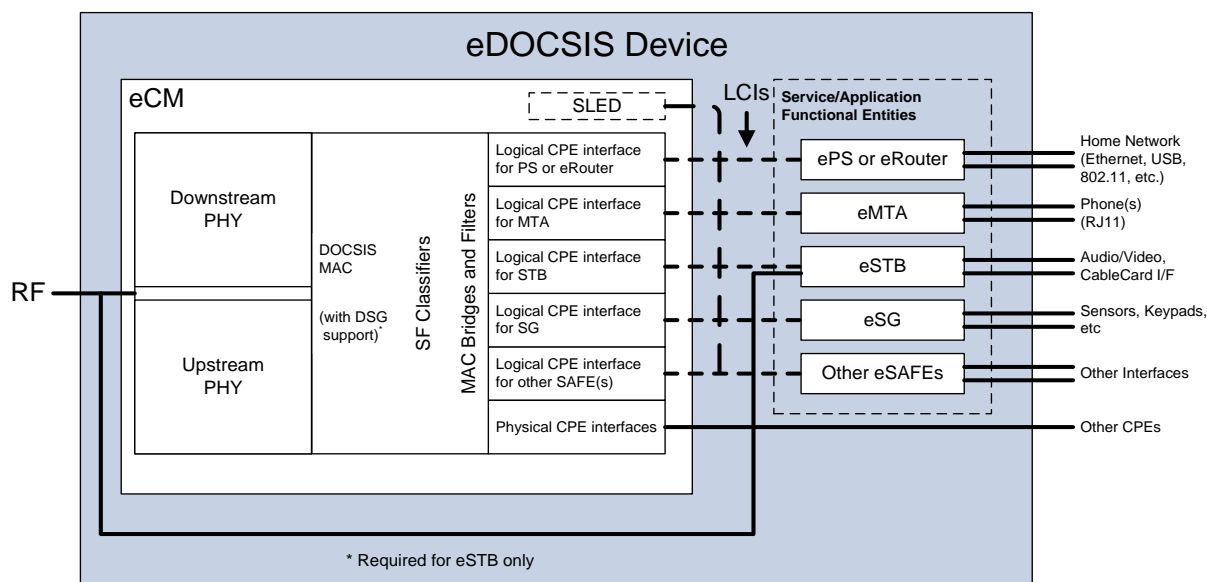 eDOCSIS Device
eCM
SLED
LCIs
Service/Application
Functional Entities
RF
Downstream
PHY
Upstream
PHY
DOCSIS
MAC
(with DSG
support)*
SF Classifiers
MAC Bridges and Filters
Logical CPE interface
for PS or eRouter
Logical CPE interface
for MTA
Logical CPE interface
for STB
Logical CPE interface
for SG
Logical CPE interface
for other SAFE(s)
Physical CPE interfaces
ePS or eRouter
eMTA
eSTB
eSG
Other eSAFEs
Home Network
(Ethernet, USB,
802.11, etc.)
Phone(s)
(RJ11)
Audio/Video,
CableCard I/F
Sensors, Keypads,
etc
Other Interfaces
Other CPEs
* Required for eSTB only